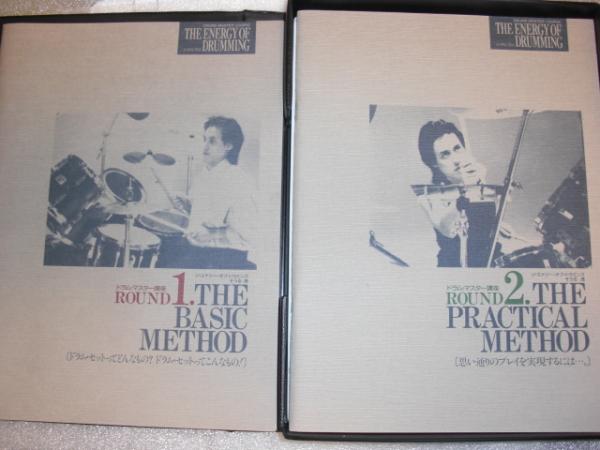 THE ENERGY OF
DRUMMING
ドラム・マスター講座
ROUND 1. THE
BASIC
METHOD
〔ドラム・セットってどんなもの？ ドラム・セットってこんなもの！〕
THE ENERGY OF
DRUMMING
ドラム・マスター講座
ROUND 2. THE
PRACTICAL
METHOD
〔思い通りのプレイを実現するには…。〕